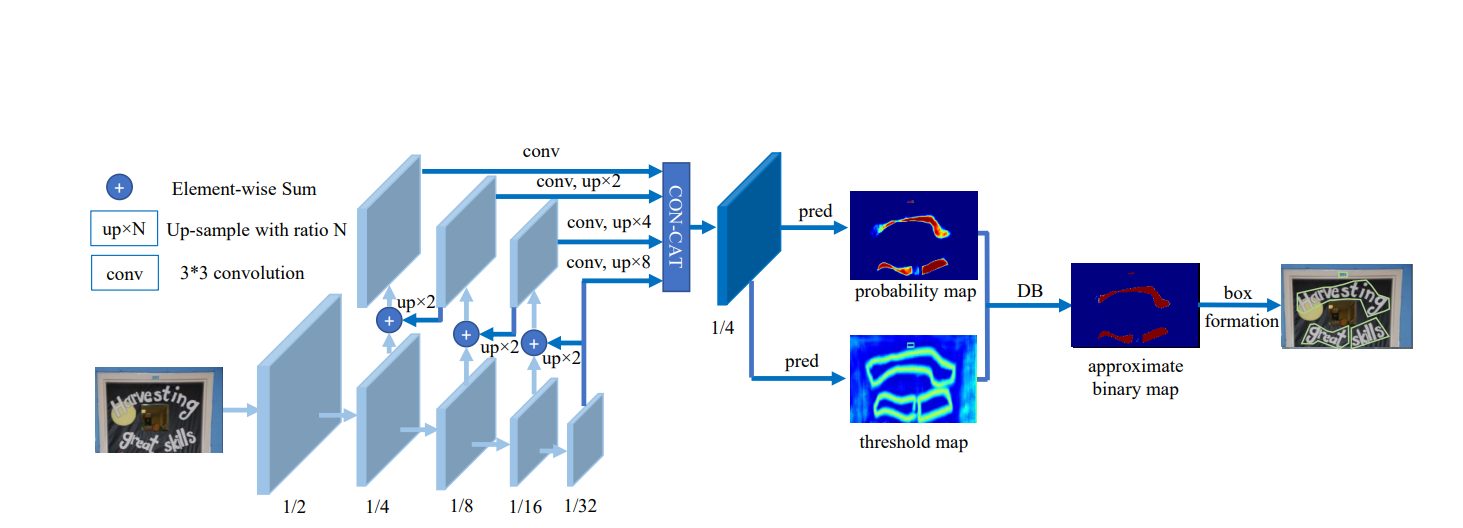 conv
conv, up×2
conv, up×4
conv, up×8
CON-CAT
+ Element-wise Sum
up×N Up-sample with ratio N
conv 3*3 convolution
up×2
+
up×2
+
up×2
+
Harvesting
great skills
1/2
1/4
1/8
1/16
1/32
1/4
pred
pred
probability map
threshold map
DB
approximate
binary map
box
formation
Harvesting
great skills